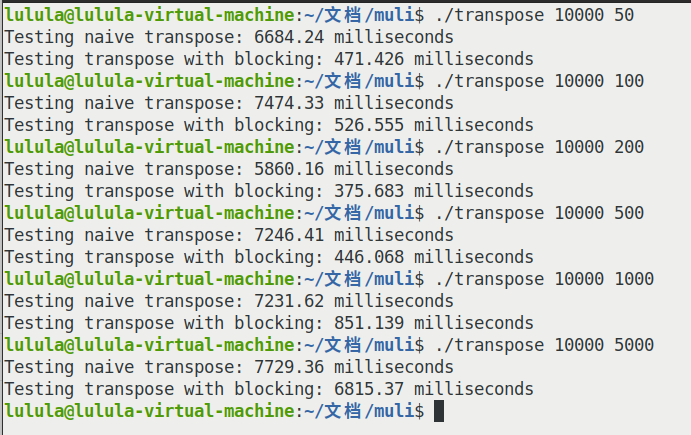 lulula@lulula-virtual-machine:~/文档/muli$ ./transpose 10000 50
Testing naive transpose: 6684.24 milliseconds
Testing transpose with blocking: 471.426 milliseconds
lulula@lulula-virtual-machine:~/文档/muli$ ./transpose 10000 100
Testing naive transpose: 7474.33 milliseconds
Testing transpose with blocking: 526.555 milliseconds
lulula@lulula-virtual-machine:~/文档/muli$ ./transpose 10000 200
Testing naive transpose: 5860.16 milliseconds
Testing transpose with blocking: 375.683 milliseconds
lulula@lulula-virtual-machine:~/文档/muli$ ./transpose 10000 500
Testing naive transpose: 7246.41 milliseconds
Testing transpose with blocking: 446.068 milliseconds
lulula@lulula-virtual-machine:~/文档/muli$ ./transpose 10000 1000
Testing naive transpose: 7231.62 milliseconds
Testing transpose with blocking: 851.139 milliseconds
lulula@lulula-virtual-machine:~/文档/muli$ ./transpose 10000 5000
Testing naive transpose: 7729.36 milliseconds
Testing transpose with blocking: 6815.37 milliseconds
lulula@lulula-virtual-machine:~/文档/muli$